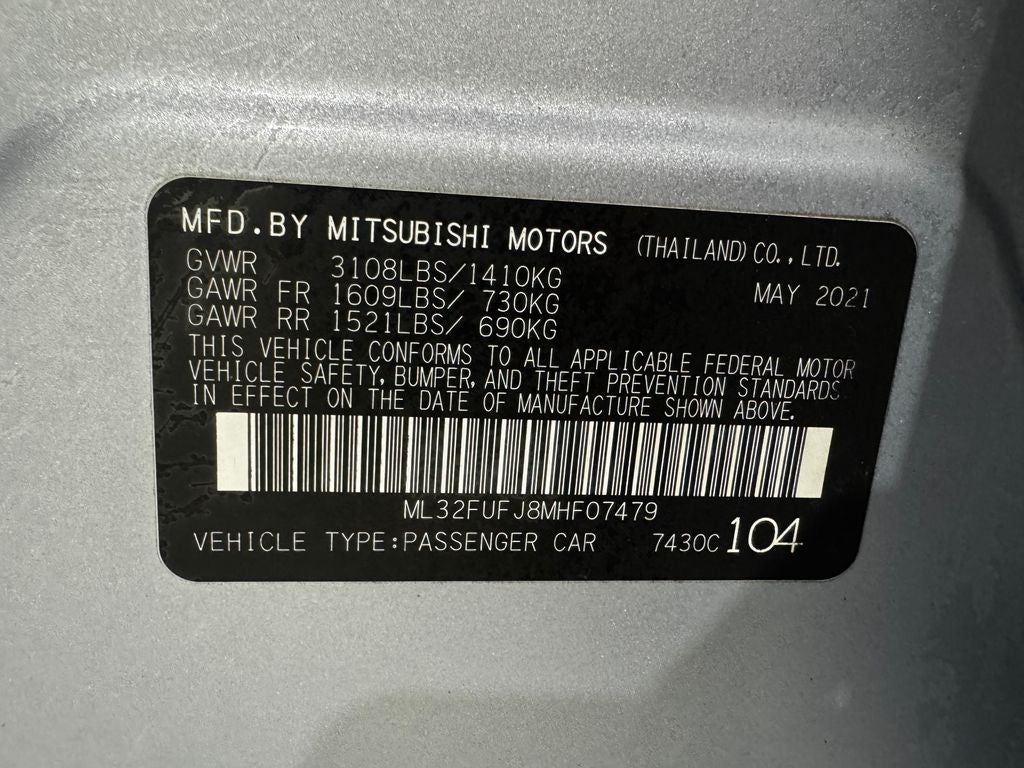 MFD.BY MITSUBISHI MOTORS (THAILAND) CO.,LTD.
GVWR 3108LBS/1410KG MAY 2021
GAWR FR 1609LBS/ 730KG
GAWR RR 1521LBS/ 690KG
THIS VEHICLE CONFORMS TO ALL APPLICABLE FEDERAL MOTOR
VEHICLE SAFETY, BUMPER, AND THEFT PREVENTION STANDARDS
IN EFFECT ON THE DATE OF MANUFACTURE SHOWN ABOVE.
ML32FUFJ8MHF07479
VEHICLE TYPE:PASSENGER CAR 7430C 104